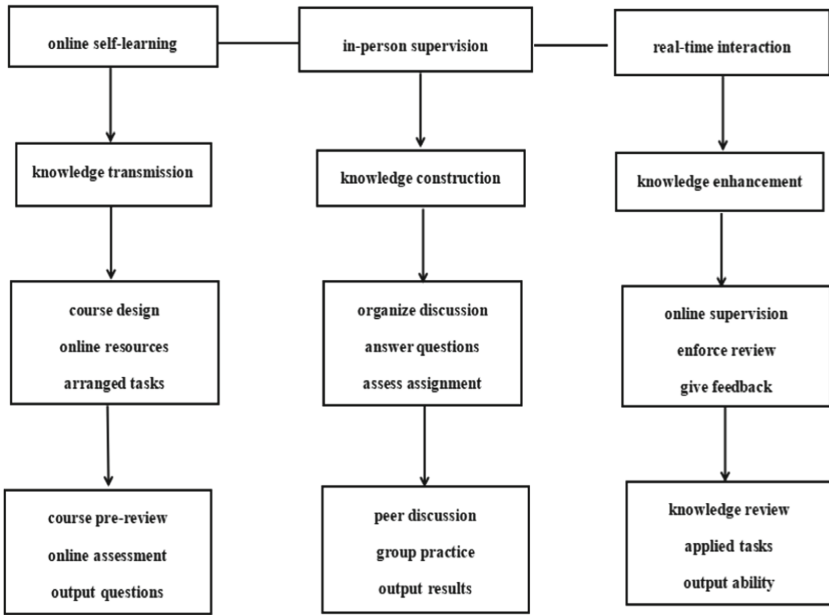 online self-learning
in-person supervision
real-time interaction
knowledge transmission
knowledge construction
knowledge enhancement
course design
online resources
arranged tasks
organize discussion
answer questions
assess assignment
online supervision
enforce review
give feedback
course pre-review
online assessment
output questions
peer discussion
group practice
output results
knowledge review
applied tasks
output ability